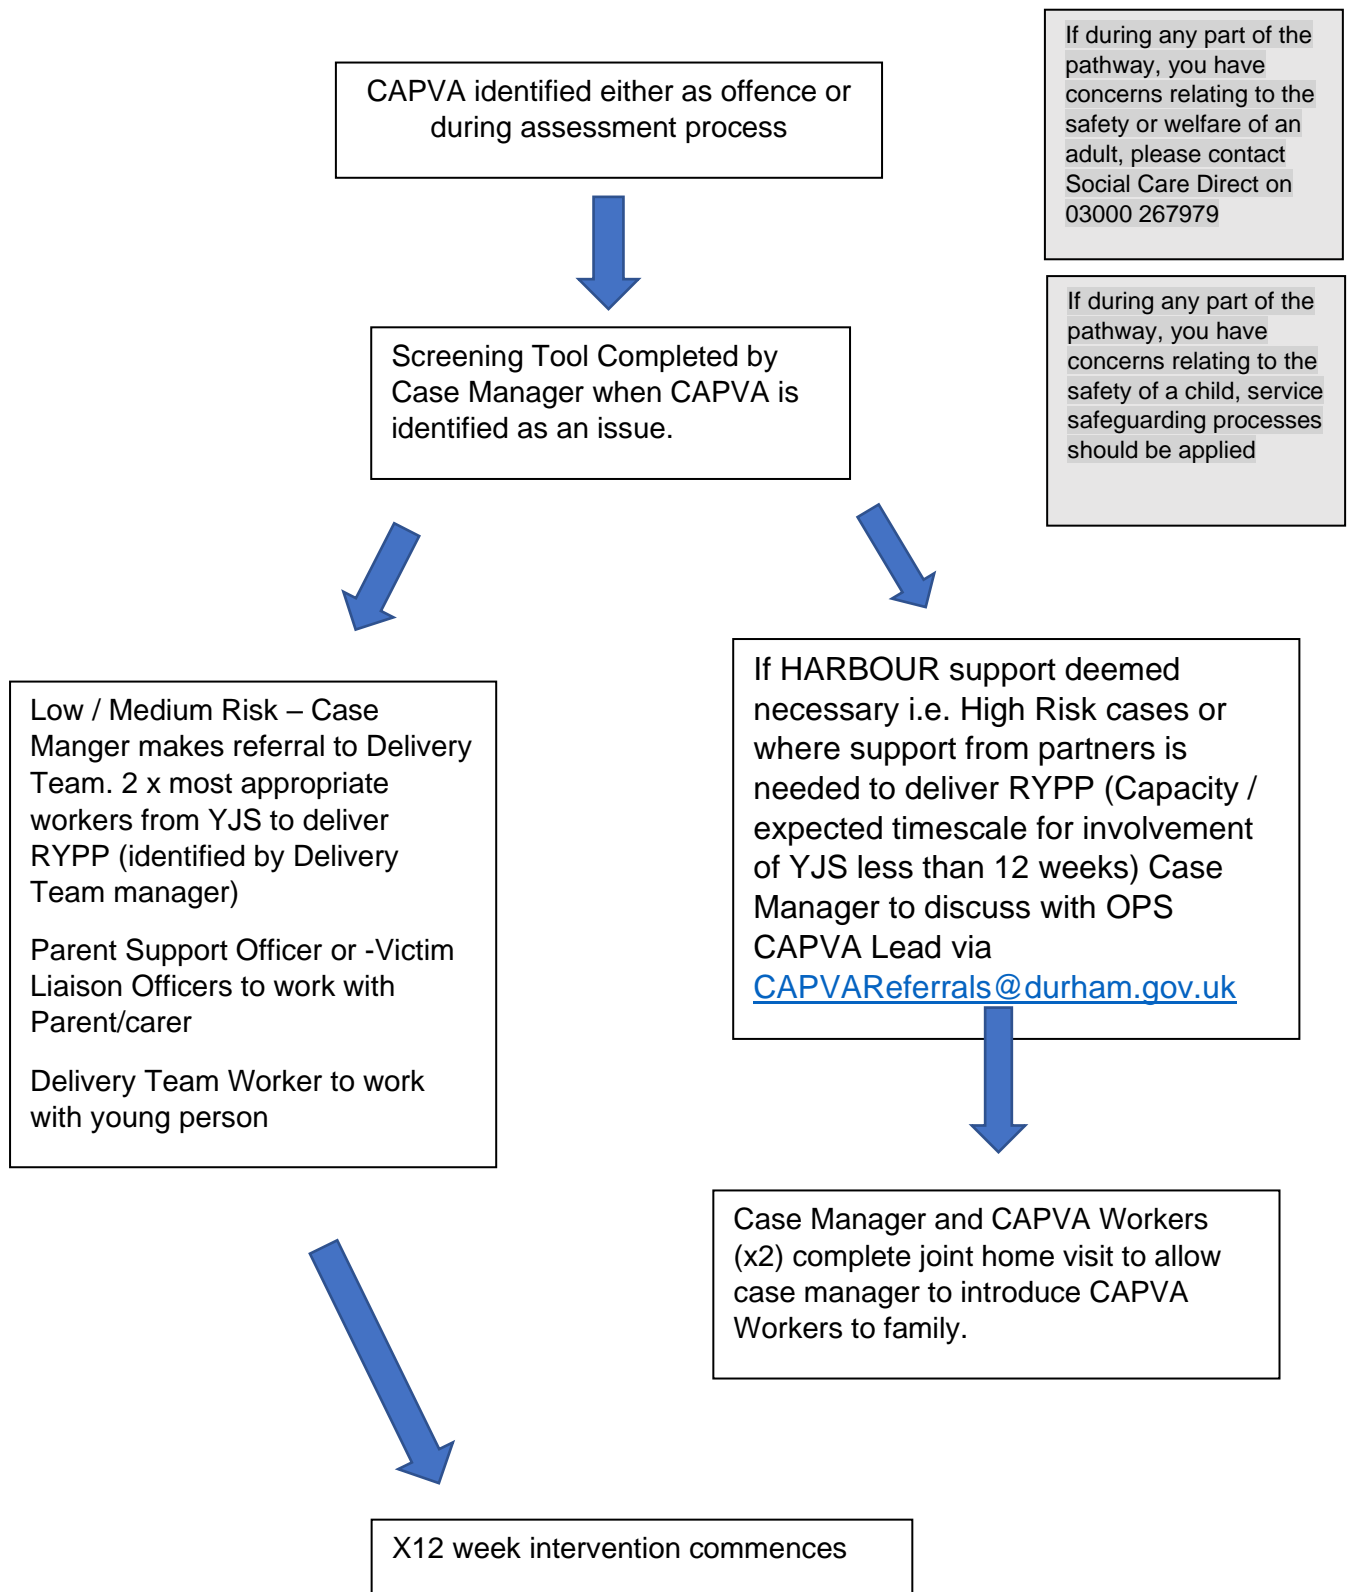 CAPVA identified either as offence or
during assessment process
If during any part of the
pathway, you have
concerns relating to the
safety or welfare of an
adult, please contact
Social Care Direct on
03000 267979
If during any part of the
pathway, you have
concerns relating to the
safety of a child, service
safeguarding processes
should be applied
Screening Tool Completed by
Case Manager when CAPVA is
identified as an issue.
Low / Medium Risk – Case
Manger makes referral to Delivery
Team. 2 x most appropriate
workers from YJS to deliver
RYPP (identified by Delivery
Team manager)
Parent Support Officer or -Victim
Liaison Officers to work with
Parent/carer
Delivery Team Worker to work
with young person
If HARBOUR support deemed
necessary i.e. High Risk cases or
where support from partners is
needed to deliver RYPP (Capacity /
expected timescale for involvement
of YJS less than 12 weeks) Case
Manager to discuss with OPS
CAPVA Lead via
CAPVAReferrals@durham.gov.uk
Case Manager and CAPVA Workers
(x2) complete joint home visit to allow
case manager to introduce CAPVA
Workers to family.
X12 week intervention commences